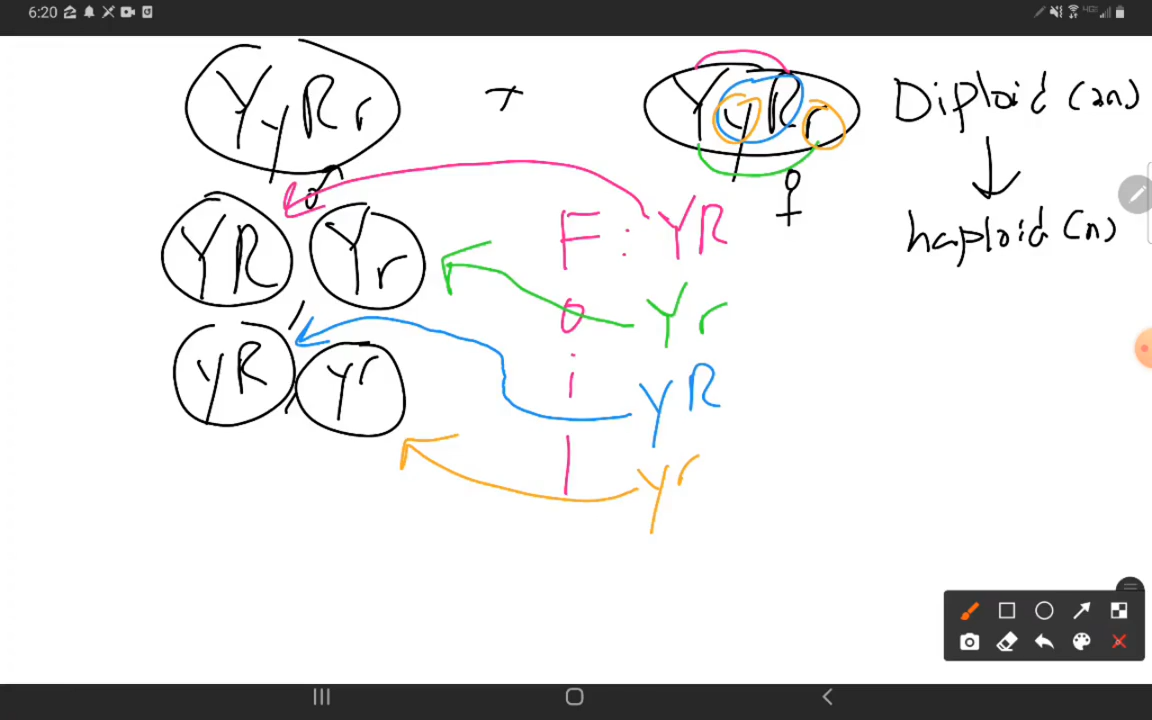 6:20
YyRr + YyRr Diploid (2n)
♂ ♀
haploid (n)
YR Yr F : YR
O Yr
yR yr i yR
l yr